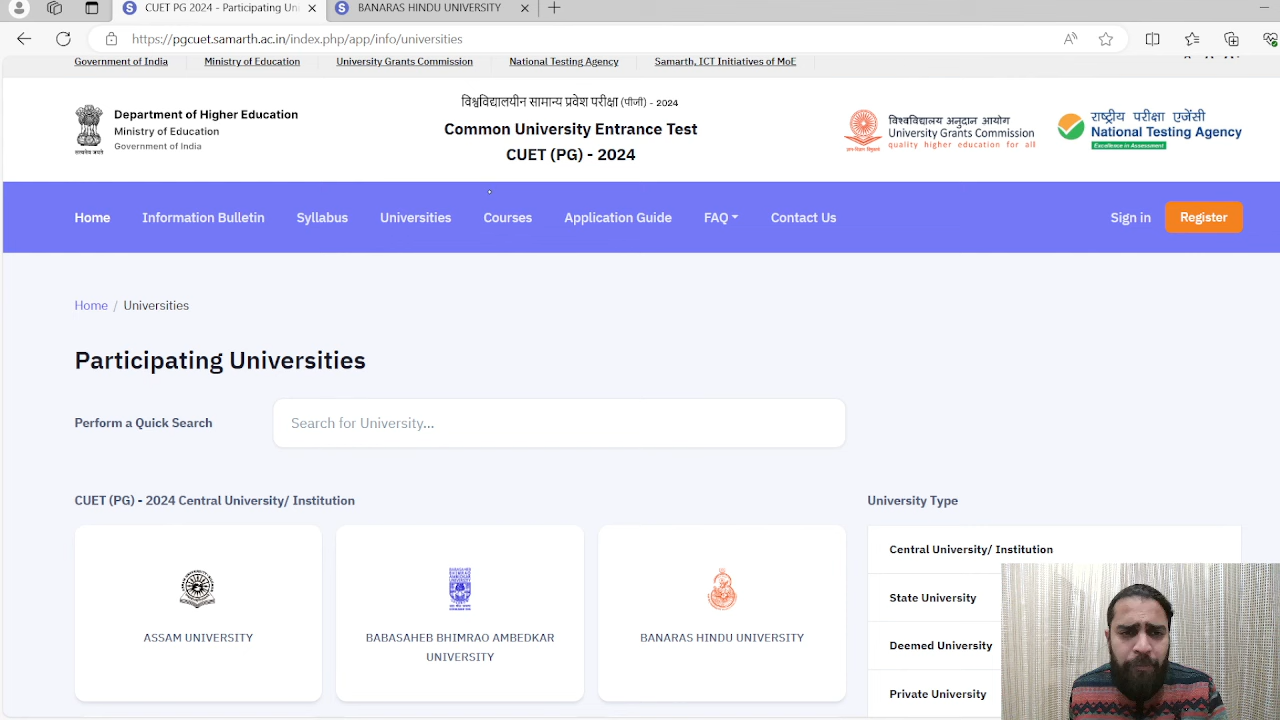 CUET PG 2024 - Participating Uni
BANARAS HINDU UNIVERSITY
https://pgcuet.samarth.ac.in/index.php/app/info/universities
Government of India
Ministry of Education
University Grants Commission
National Testing Agency
Samarth, ICT Initiatives of MoE
सत्यमेव जयते
Department of Higher Education
Ministry of Education
Government of India
विश्वविद्यालयीन सामान्य प्रवेश परीक्षा (पीजी) - 2024
Common University Entrance Test
CUET (PG) - 2024
विश्वविद्यालय अनुदान आयोग
University Grants Commission
quality higher education for all
राष्ट्रीय परीक्षा एजेंसी
National Testing Agency
Excellence in Assessment
Home
Information Bulletin
Syllabus
Universities
Courses
Application Guide
FAQ
Contact Us
Sign in
Register
Home / Universities
Participating Universities
Perform a Quick Search
Search for University...
CUET (PG) - 2024 Central University/ Institution
University Type
ASSAM UNIVERSITY
BABASAHEB BHIMRAO AMBEDKAR
UNIVERSITY
BANARAS HINDU UNIVERSITY
Central University/ Institution
State University
Deemed University
Private University